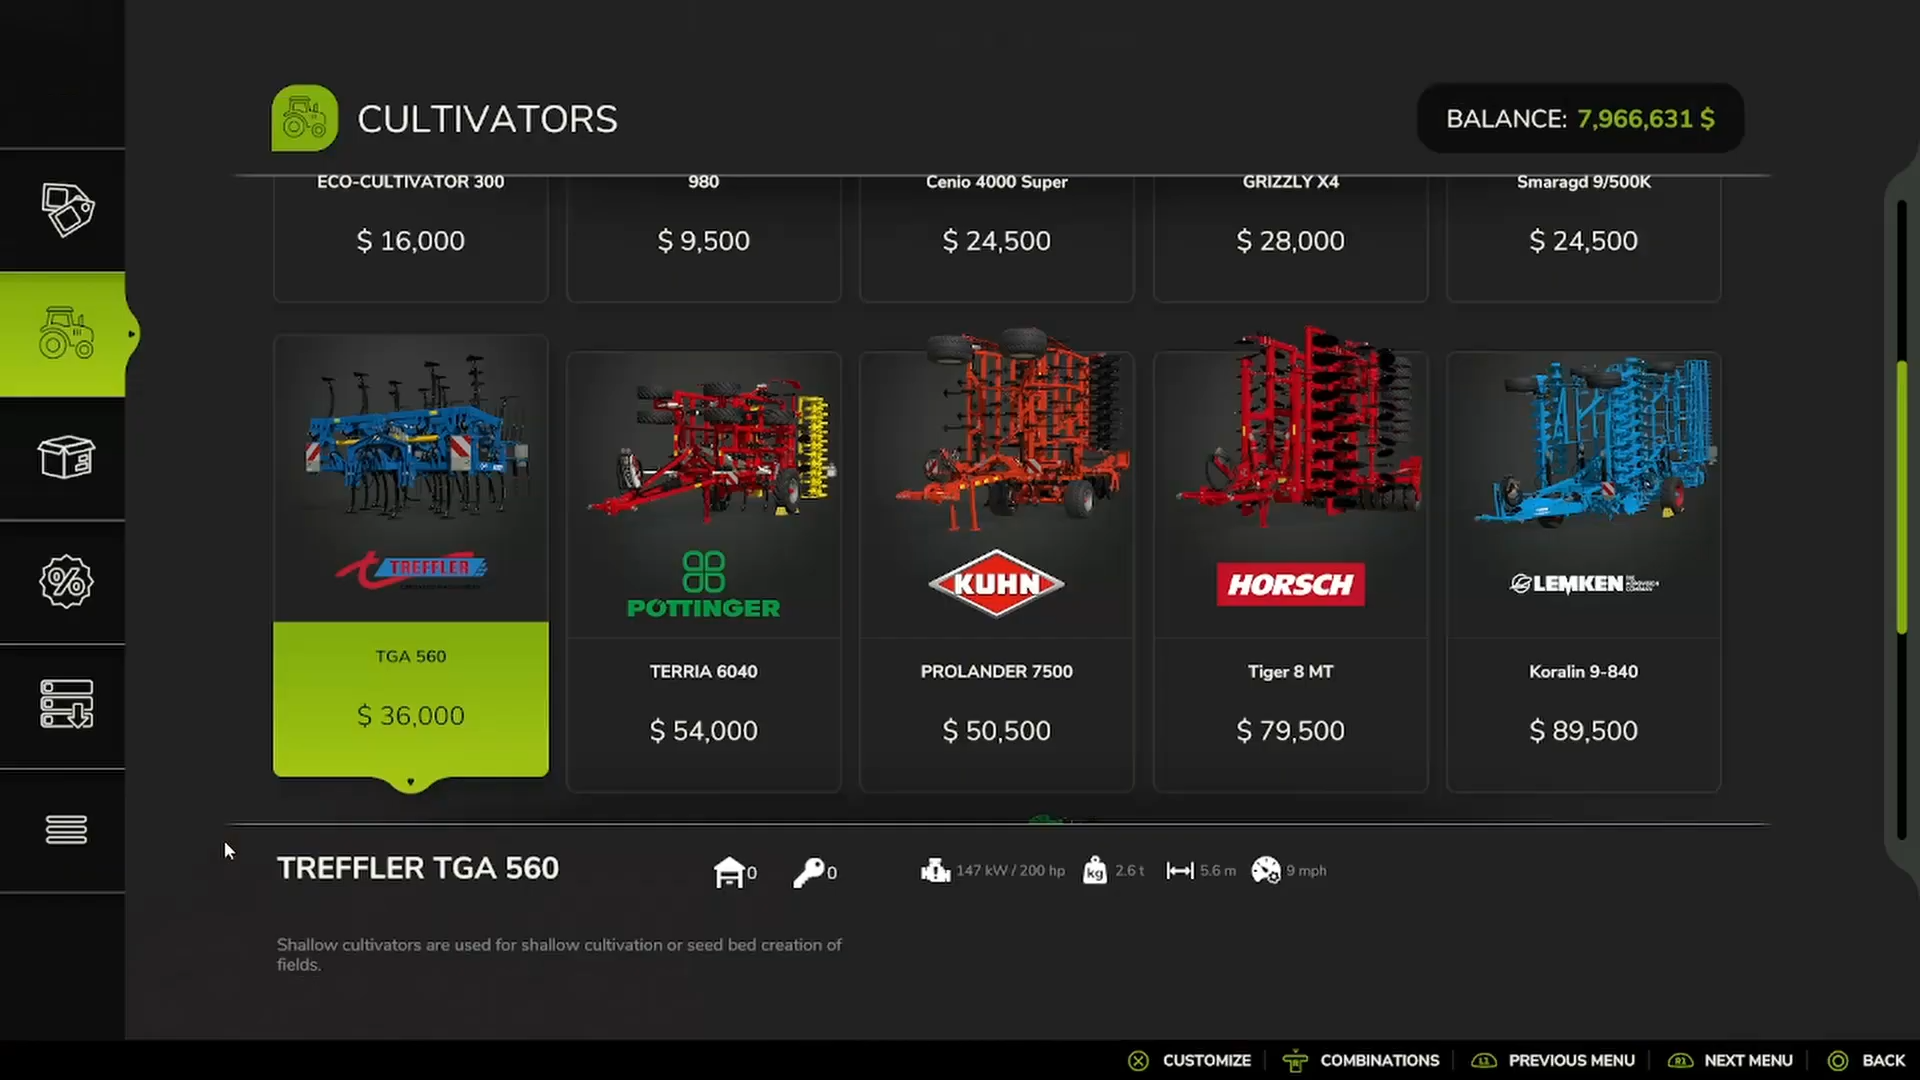 CULTIVATORS
BALANCE: 7,966,631 $
ECO-CULTIVATOR 300
$ 16,000
980
$ 9,500
Cenio 4000 Super
$ 24,500
GRIZZLY X4
$ 28,000
Smaragd 9/500K
$ 24,500
TREFFLER
TGA 560
$ 36,000
PÖTTINGER
TERRIA 6040
$ 54,000
KUHN
PROLANDER 7500
$ 50,500
HORSCH
Tiger 8 MT
$ 79,500
LEMKEN
Koralin 9-840
$ 89,500
TREFFLER TGA 560
0
0
147 kW / 200 hp
kg 2.6 t
5.6 m
9 mph
Shallow cultivators are used for shallow cultivation or seed bed creation of
fields.
CUSTOMIZE
COMBINATIONS
L1 PREVIOUS MENU
R1 NEXT MENU
BACK